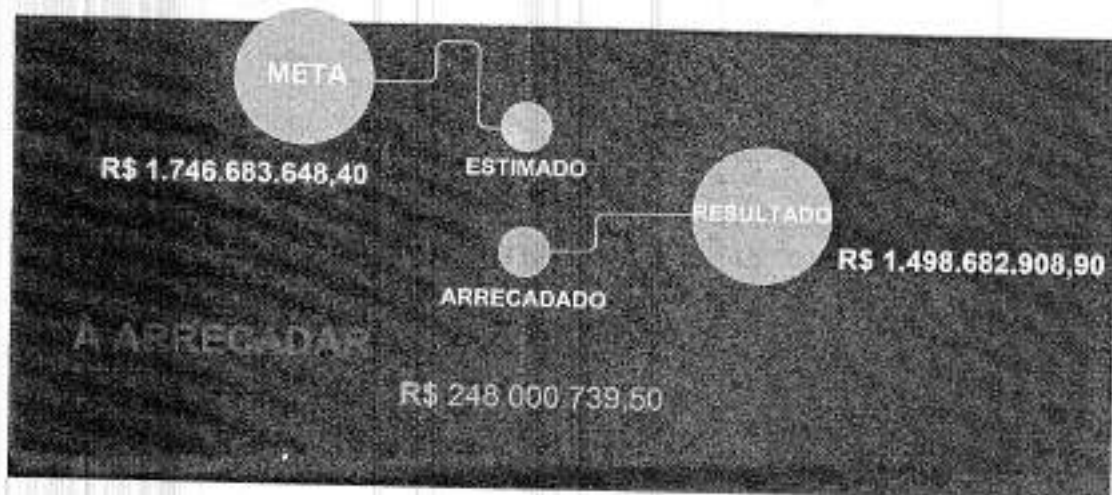 META
R$ 1.746.683.648,40
ESTIMADO
RESULTADO
R$ 1.498.682.908,90
ARRECADADO
A ARRECADAR
R$ 248 000.739,50